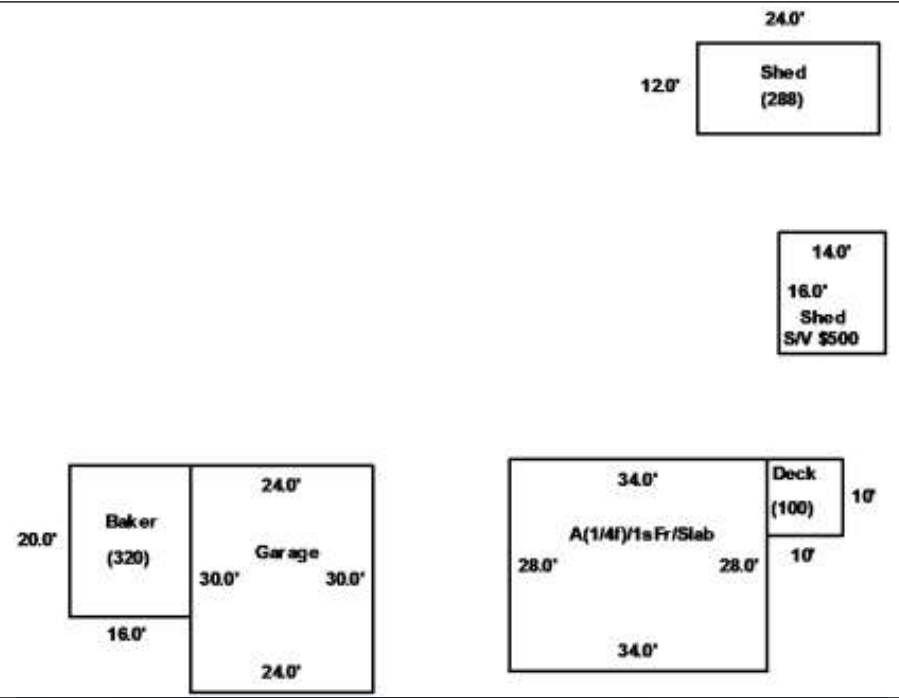 24.0'
12.0'
Shed
(288)
14.0'
16.0'
Shed
S/V $500
20.0'
Baker
(320)
16.0'
24.0'
Garage
30.0' 30.0'
24.0'
34.0'
A(1/4f)/1sFr/Slab
28.0' 28.0'
34.0'
Deck
(100)
10'
10'